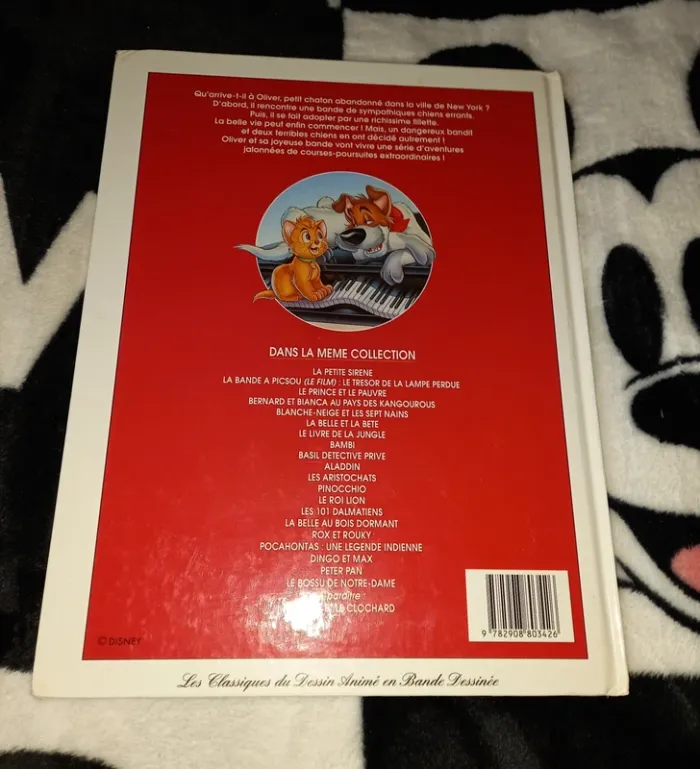 Qu'arrive-t-il à Oliver, petit chaton abandonné dans la ville de New York ?
D'abord, il rencontre une bande de sympathiques chiens errants.
Puis, il se fait adopter par une richissime fillette.
La belle vie peut enfin commencer ! Mais, un dangereux bandit
et deux terribles chiens en ont décidé autrement !
Oliver et sa joyeuse bande vont vivre une série d'aventures
jalonnées de courses-poursuites extraordinaires !
DANS LA MEME COLLECTION
LA PETITE SIRENE
LA BANDE A PICSOU (LE FILM) : LE TRESOR DE LA LAMPE PERDUE
LE PRINCE ET LE PAUVRE
BERNARD ET BIANCA AU PAYS DES KANGOUROUS
BLANCHE-NEIGE ET LES SEPT NAINS
LA BELLE ET LA BETE
LE LIVRE DE LA JUNGLE
BAMBI
BASIL DETECTIVE PRIVE
ALADDIN
LES ARISTOCHATS
PINOCCHIO
LE ROI LION
LES 101 DALMATIENS
LA BELLE AU BOIS DORMANT
ROX ET ROUKY
POCAHONTAS : UNE LEGENDE INDIENNE
DINGO ET MAX
PETER PAN
LE BOSSU DE NOTRE-DAME
paraître :
LE CLOCHARD
© DISNEY
9 782908 803426
Les Classiques du Dessin Animé en Bande Dessinée